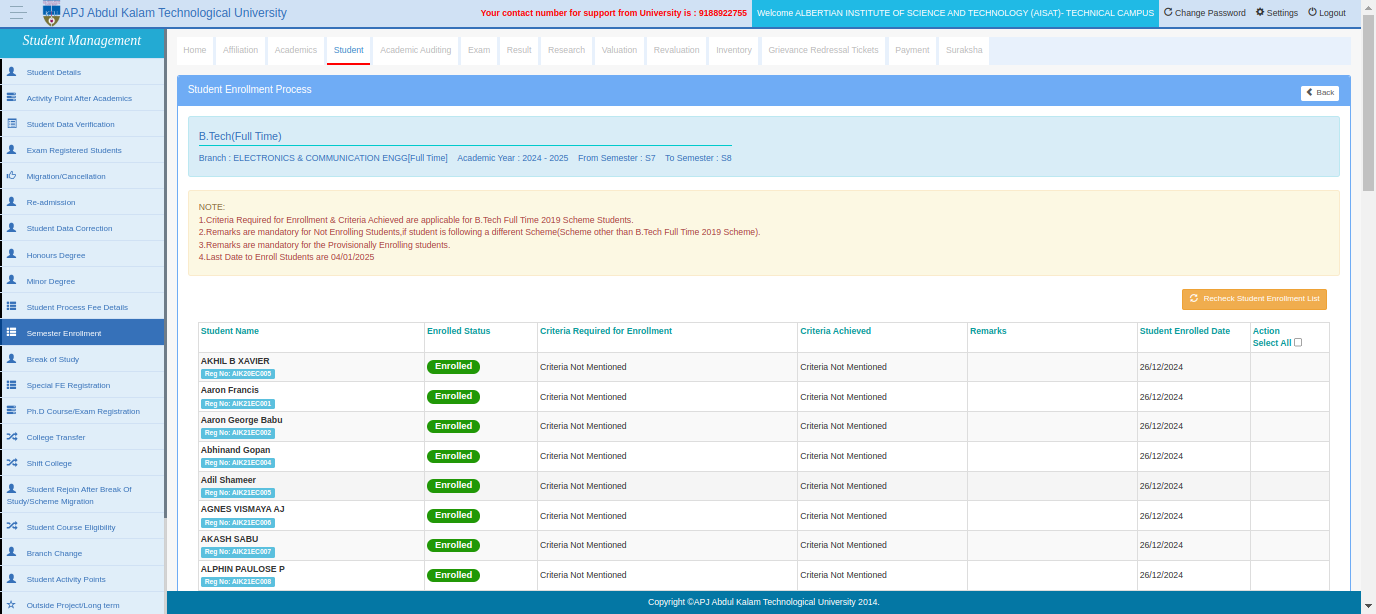 APJ Abdul Kalam Technological University
Your contact number for support from University is : 9188922755
Welcome ALBERTIAN INSTITUTE OF SCIENCE AND TECHNOLOGY (AISAT)- TECHNICAL CAMPUS
Change Password Settings Logout
Student Management
Student Details
Activity Point After Academics
Student Data Verification
Exam Registered Students
Migration/Cancellation
Re-admission
Student Data Correction
Honours Degree
Minor Degree
Student Process Fee Details
Semester Enrollment
Break of Study
Special FE Registration
Ph.D Course/Exam Registration
College Transfer
Shift College
Student Rejoin After Break Of
Study/Scheme Migration
Student Course Eligibility
Branch Change
Student Activity Points
Outside Project/Long term
Home Affiliation Academics Student Academic Auditing Exam Result Research Valuation Revaluation Inventory Grievance Redressal Tickets Payment Suraksha
Student Enrollment Process
Back
B.Tech(Full Time)
Branch : ELECTRONICS & COMMUNICATION ENGG[Full Time] Academic Year : 2024 - 2025 From Semester : S7 To Semester : S8
NOTE:
1.Criteria Required for Enrollment & Criteria Achieved are applicable for B.Tech Full Time 2019 Scheme Students.
2.Remarks are mandatory for Not Enrolling Students,if student is following a different Scheme(Scheme other than B.Tech Full Time 2019 Scheme).
3.Remarks are mandatory for the Provisionally Enrolling students.
4.Last Date to Enroll Students are 04/01/2025
Recheck Student Enrollment List
Student Name Enrolled Status Criteria Required for Enrollment Criteria Achieved Remarks Student Enrolled Date Action
Select All
AKHIL B XAVIER
Reg No: AIK20EC005 Enrolled Criteria Not Mentioned Criteria Not Mentioned 26/12/2024
Aaron Francis
Reg No: AIK21EC001 Enrolled Criteria Not Mentioned Criteria Not Mentioned 26/12/2024
Aaron George Babu
Reg No: AIK21EC002 Enrolled Criteria Not Mentioned Criteria Not Mentioned 26/12/2024
Abhinand Gopan
Reg No: AIK21EC004 Enrolled Criteria Not Mentioned Criteria Not Mentioned 26/12/2024
Adil Shameer
Reg No: AIK21EC005 Enrolled Criteria Not Mentioned Criteria Not Mentioned 26/12/2024
AGNES VISMAYA AJ
Reg No: AIK21EC006 Enrolled Criteria Not Mentioned Criteria Not Mentioned 26/12/2024
AKASH SABU
Reg No: AIK21EC007 Enrolled Criteria Not Mentioned Criteria Not Mentioned 26/12/2024
ALPHIN PAULOSE P
Reg No: AIK21EC008 Enrolled Criteria Not Mentioned Criteria Not Mentioned 26/12/2024
Copyright ©APJ Abdul Kalam Technological University 2014.